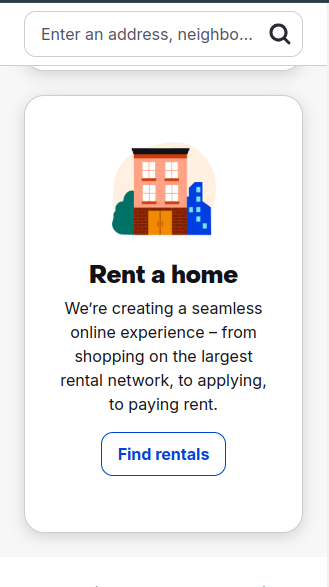 Enter an address, neighbo...
Rent a home
We’re creating a seamless
online experience – from
shopping on the largest
rental network, to applying,
to paying rent.
Find rentals